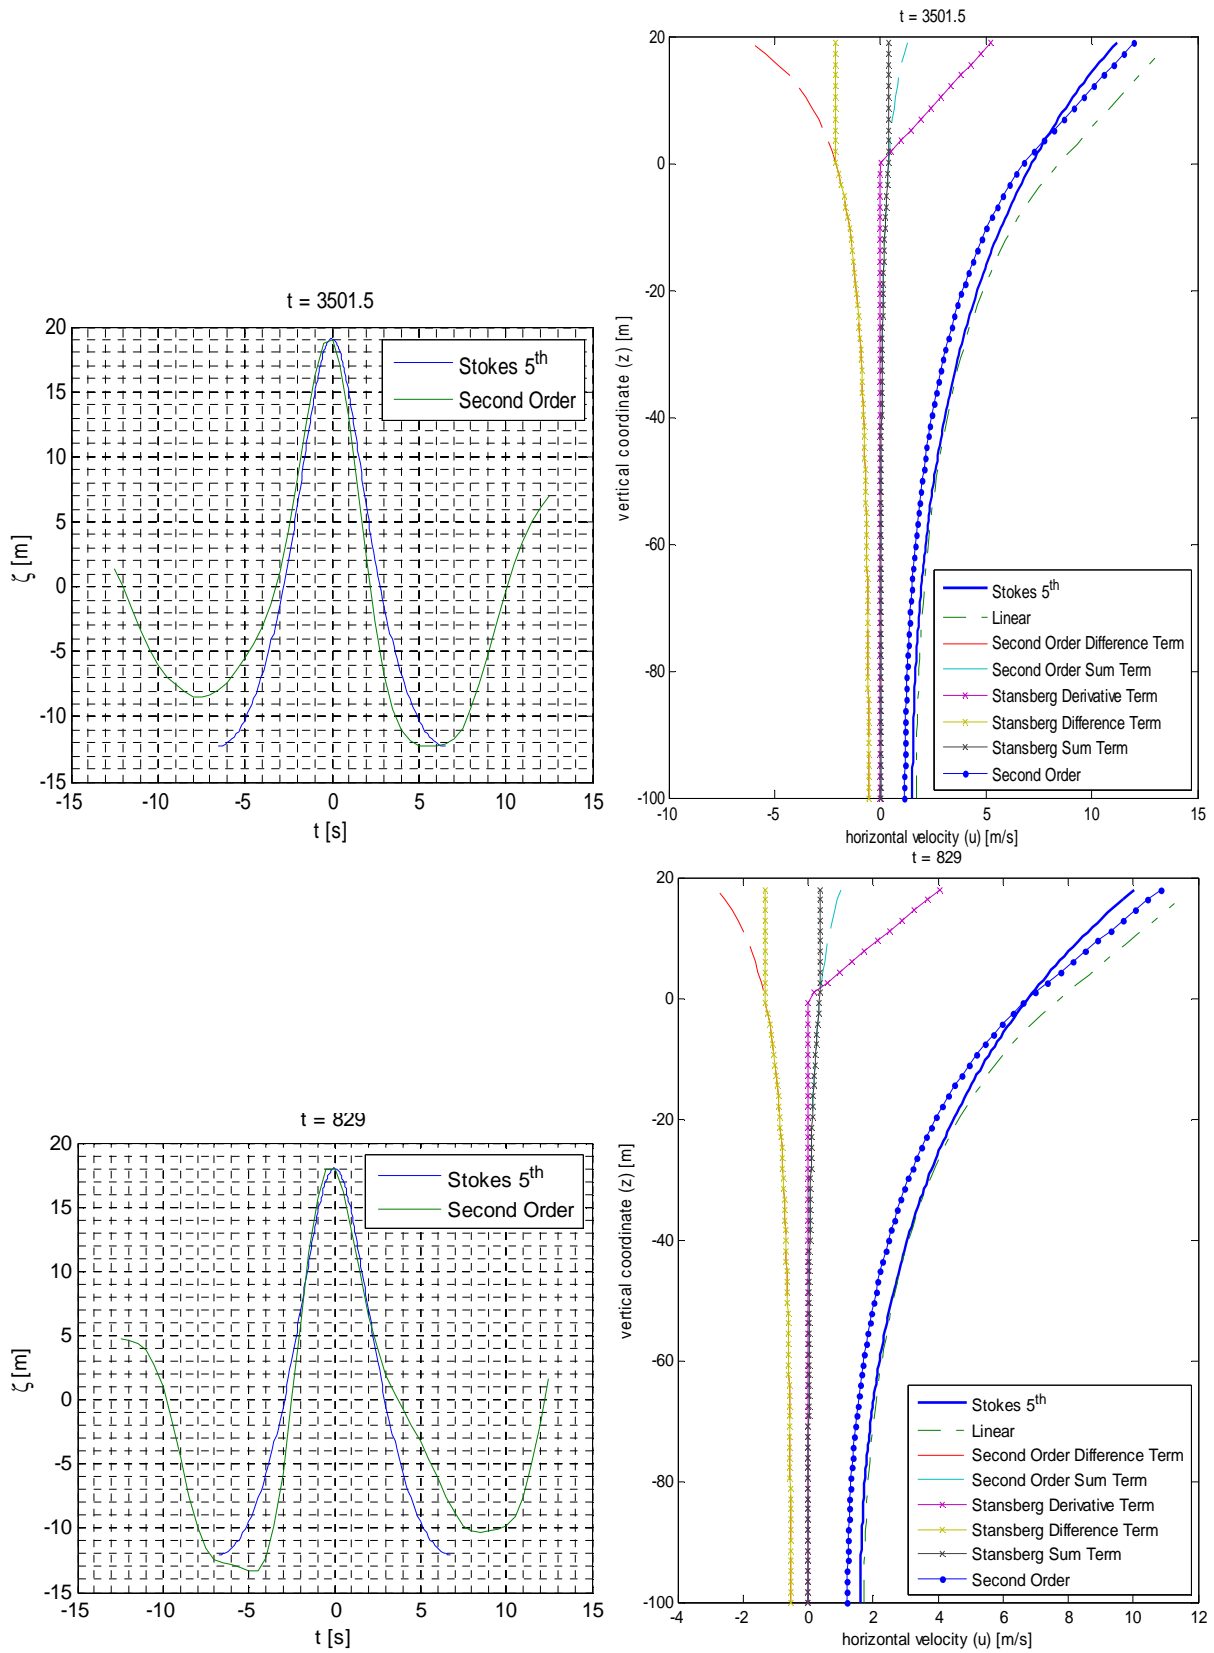 t = 3501.5
20
15
10
5
0
-5
-10
-15
-15
-10
-5
0
5
10
15
ζ [m]
t [s]
Stokes 5th
Second Order
t = 3501.5
20
0
-20
-40
-60
-80
-100
-10
-5
0
5
10
15
vertical coordinate (z) [m]
horizontal velocity (u) [m/s]
Stokes 5th
Linear
Second Order Difference Term
Second Order Sum Term
Stansberg Derivative Term
Stansberg Difference Term
Stansberg Sum Term
Second Order
t = 829
20
15
10
5
0
-5
-10
-15
-15
-10
-5
0
5
10
15
ζ [m]
t [s]
Stokes 5th
Second Order
t = 829
20
0
-20
-40
-60
-80
-100
-4
-2
0
2
4
6
8
10
12
vertical coordinate (z) [m]
horizontal velocity (u) [m/s]
Stokes 5th
Linear
Second Order Difference Term
Second Order Sum Term
Stansberg Derivative Term
Stansberg Difference Term
Stansberg Sum Term
Second Order